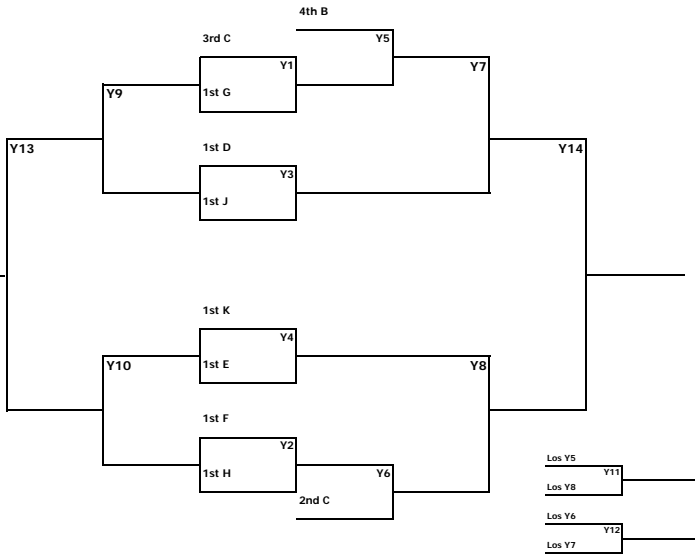 4th B
Y5
3rd C
Y1
Y7
Y9
1st G
Y13
1st D
Y14
Y3
1st J
1st K
Y4
Y10
1st E
Y8
1st F
Y2
1st H
Y6
2nd C
Los Y5
Y11
Los Y8
Los Y6
Y12
Los Y7